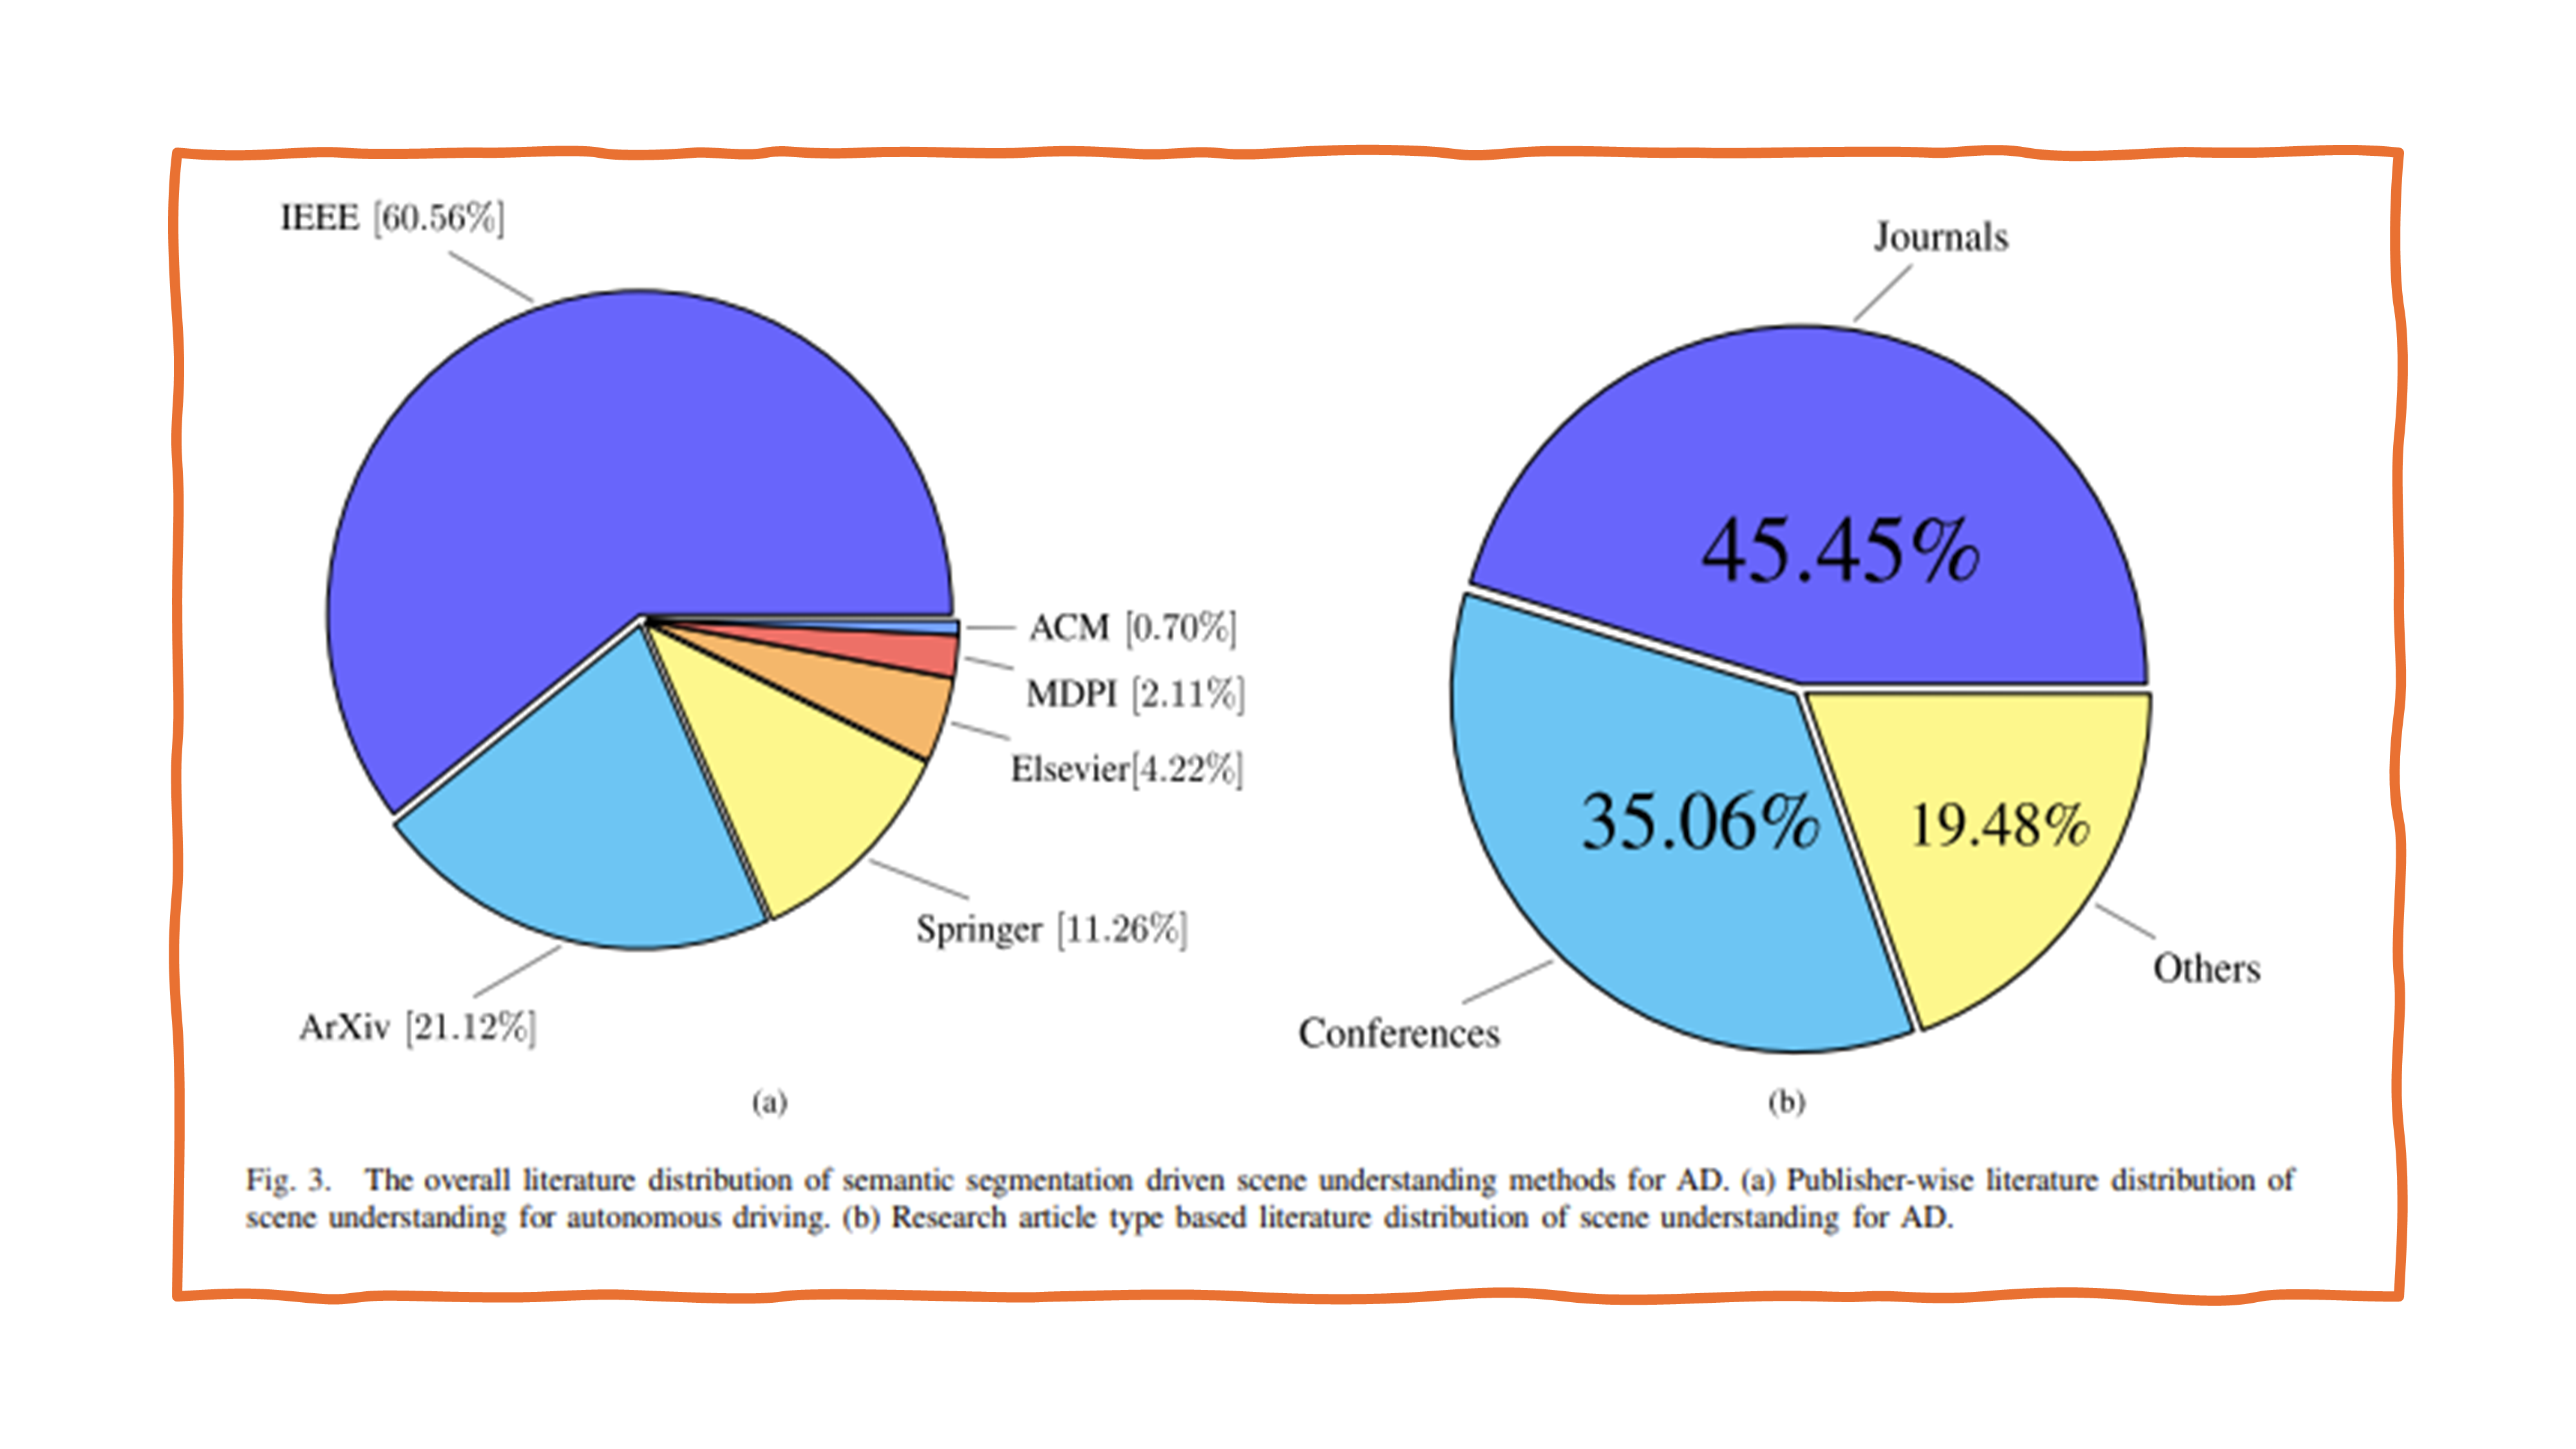 IEEE [60.56%]
ACM [0.70%]
MDPI [2.11%]
Elsevier[4.22%]
Springer [11.26%]
ArXiv [21.12%]
(a)
Journals
45.45%
35.06%
19.48%
Others
Conferences
(b)
Fig. 3. The overall literature distribution of semantic segmentation driven scene understanding methods for AD. (a) Publisher-wise literature distribution of
scene understanding for autonomous driving. (b) Research article type based literature distribution of scene understanding for AD.